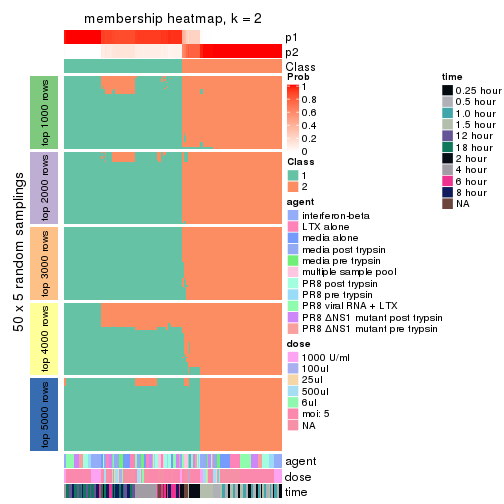 membership heatmap, k = 2
p1
p2
Class
50 x 5 random samplings
top 1000 rows
top 2000 rows
top 3000 rows
top 4000 rows
top 5000 rows
agent
dose
time
Prob
1
0.8
0.6
0.4
0.2
0
Class
1
2
agent
interferon-beta
LTX alone
media alone
media post trypsin
media pre trypsin
multiple sample pool
PR8 post trypsin
PR8 pre trypsin
PR8 viral RNA + LTX
PR8 ΔNS1 mutant post trypsin
PR8 ΔNS1 mutant pre trypsin
dose
1000 U/ml
100ul
25ul
500ul
6ul
moi: 5
NA
time
0.25 hour
0.5 hour
1.0 hour
1.5 hour
12 hour
18 hour
2 hour
4 hour
6 hour
8 hour
NA